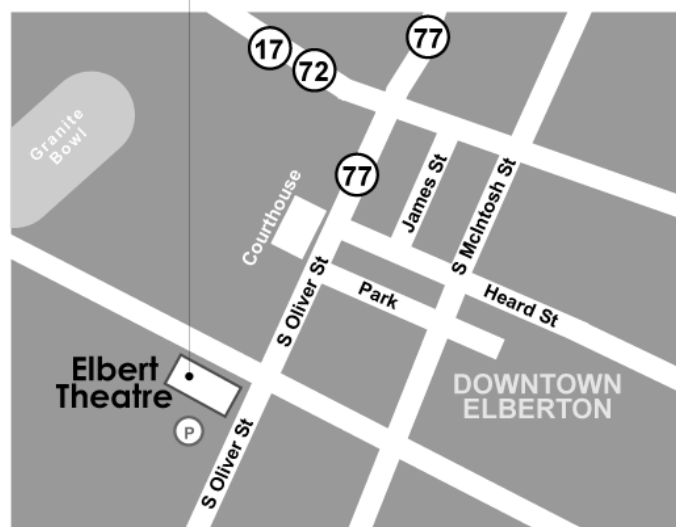 77
17
72
Granite
Bowl
77
James St
S McIntosh St
Courthouse
S Oliver St
Park
Heard St
Elbert
Theatre
DOWNTOWN
ELBERTON
P
S Oliver St